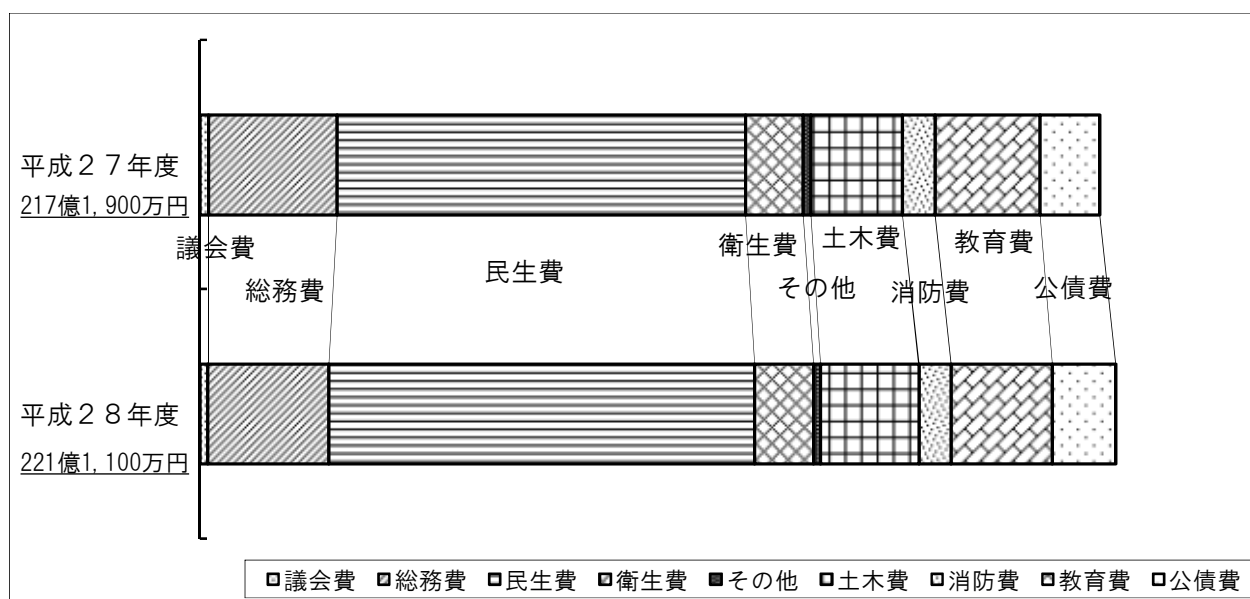 平成２７年度
217億1,900万円
議会費
総務費
民生費
衛生費
その他
土木費
消防費
教育費
公債費
平成２８年度
221億1,100万円
議会費 総務費 民生費 衛生費 その他 土木費 消防費 教育費 公債費